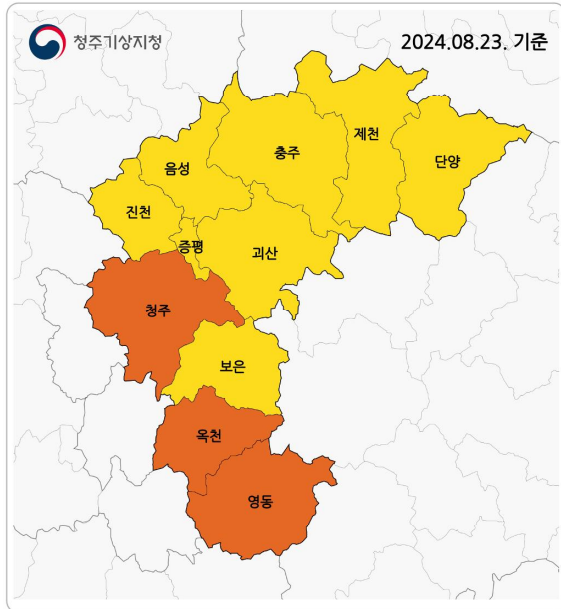 청주기상지청
2024.08.23. 기준
제천
충주
단양
음성
진천
증평
괴산
청주
보은
옥천
영동